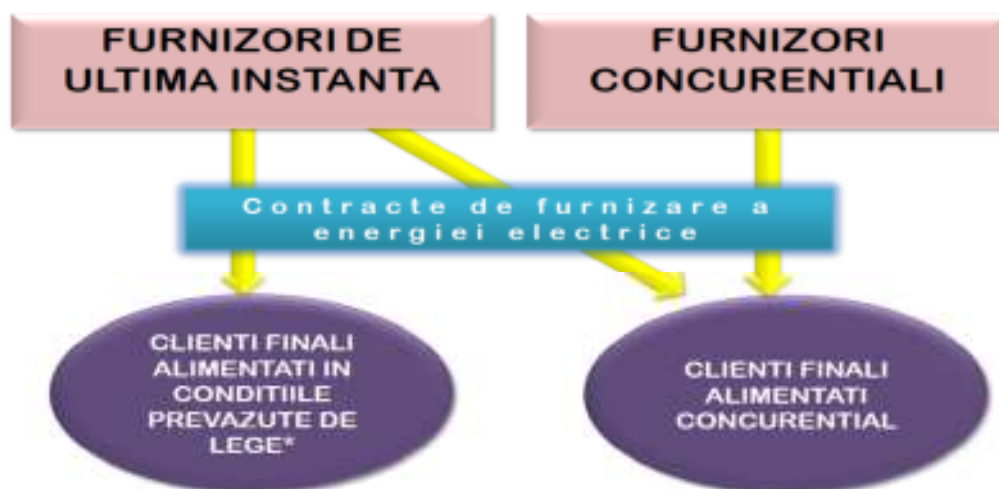 FURNIZORI DE
ULTIMA INSTANTA
FURNIZORI
CONCURENTIALI
Contracte de furnizare a
energiei electrice
CLIENTI FINALI
ALIMENTATI IN
CONDITIILE
PREVAZUTE DE
LEGE*
CLIENTI FINALI
ALIMENTATI
CONCURENTIAL